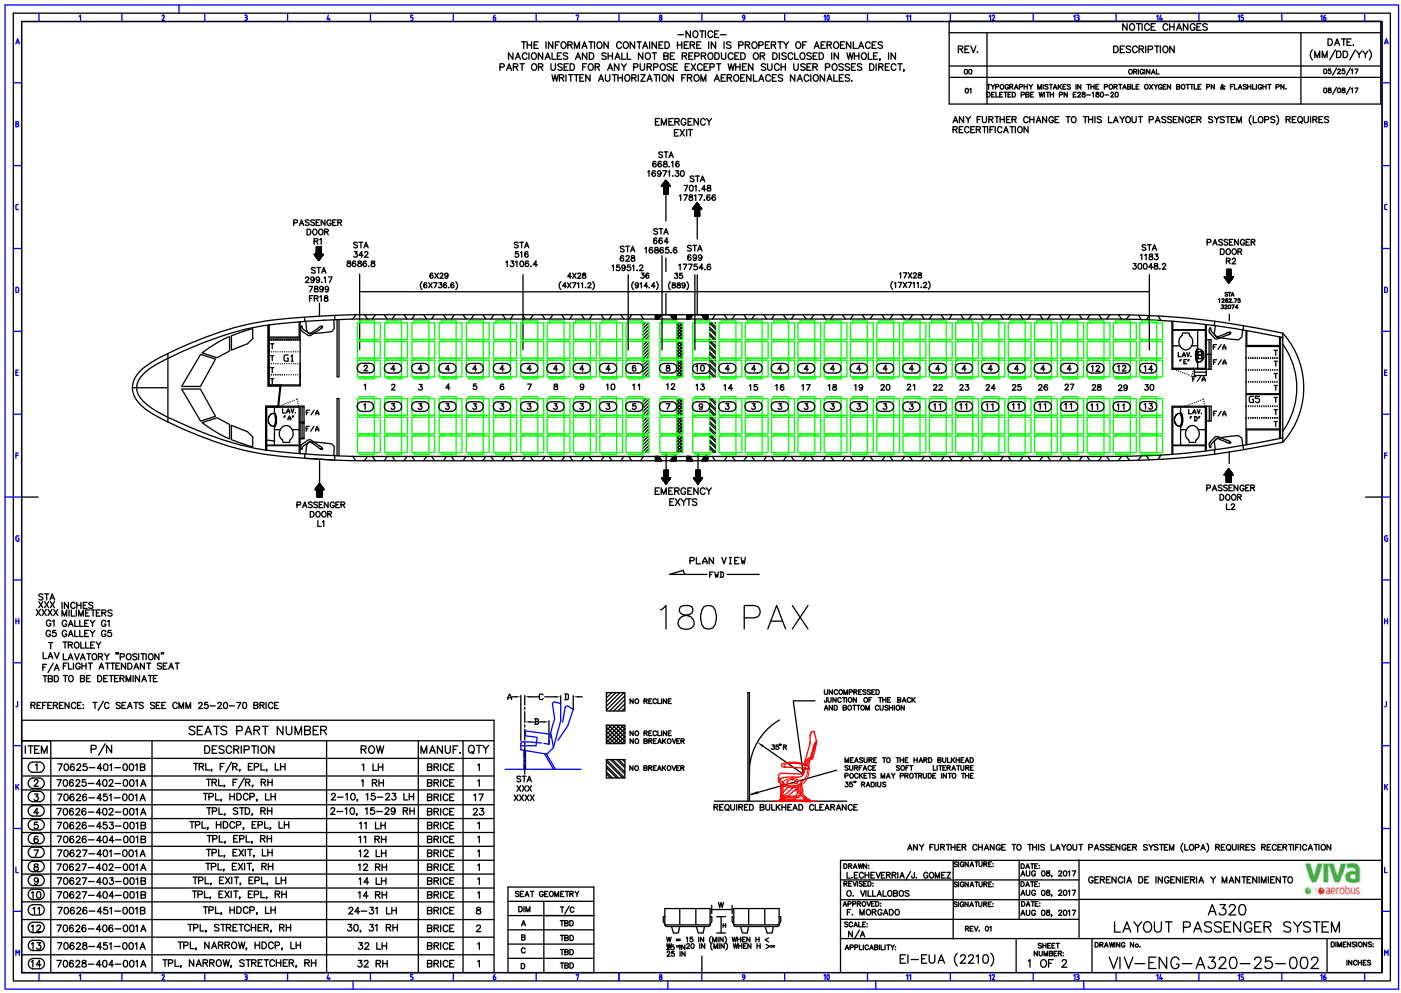 —NOTICE—
THE INFORMATION CONTAINED HERE IN IS PROPERTY OF AEROENLACES
NACIONALES AND SHALL NOT BE REPRODUCED OR DISCLOSED IN WHOLE, IN
PART OR USED FOR ANY PURPOSE EXCEPT WHEN SUCH USER POSSES DIRECT,
WRITTEN AUTHORIZATION FROM AEROENLACES NACIONALES.
NOTICE CHANGES
REV. DESCRIPTION DATE. (MM/DD/YY)
00 ORIGINAL 05/25/17
01 TYPOGRAPHY MISTAKES IN THE PORTABLE OXYGEN BOTTLE PN & FLASHLIGHT PN. DELETED PBE WITH PN E28-180-20 08/08/17
ANY FURTHER CHANGE TO THIS LAYOUT PASSENGER SYSTEM (LOPS) REQUIRES
RECERTIFICATION
EMERGENCY
EXIT
STA
668.16
16971.30
STA
701.48
17817.66
PASSENGER
DOOR
R1
STA
299.17
7899
FR18
STA
342
8686.8
6X29
(6X736.6)
STA
516
13106.4
4X28
(4X711.2)
STA
628
15951.2
36
(914.4)
STA
664
16865.6
35
(889)
STA
699
17754.6
17X28
(17X711.2)
STA
1183
30048.2
PASSENGER
DOOR
R2
STA
1262.75
32074
T T T T G1
2 4 4 4 4 4 4 4 4 4 6 8 10 4 4 4 4 4 4 4 4 4 4 4 4 4 4 12 12 14
LAV. "E" F/A F/A F/A
1 2 3 4 5 6 7 8 9 10 11 12 13 14 15 16 17 18 19 20 21 22 23 24 25 26 27 28 29 30
LAV. "A" F/A F/A
1 3 3 3 3 3 3 3 3 3 5 7 9 3 3 3 3 3 3 3 3 11 11 11 11 11 11 11 11 13
LAV. "D" F/A
G5 T T T T T
PASSENGER
DOOR
L1
EMERGENCY
EXYTS
PASSENGER
DOOR
L2
PLAN VIEW
FWD
180 PAX
STA
XXX INCHES
XXXX MILIMETERS
G1 GALLEY G1
G5 GALLEY G5
T TROLLEY
LAV LAVATORY "POSITION"
F/A FLIGHT ATTENDANT SEAT
TBD TO BE DETERMINATE
REFERENCE: T/C SEATS SEE CMM 25-20-70 BRICE
SEATS PART NUMBER
ITEM P/N DESCRIPTION ROW MANUF. QTY
1 70625-401-001B TRL, F/R, EPL, LH 1 LH BRICE 1
2 70625-402-001A TRL, F/R, RH 1 RH BRICE 1
3 70626-451-001A TPL, HDCP, LH 2-10, 15-23 LH BRICE 17
4 70626-402-001A TPL, STD, RH 2-10, 15-29 RH BRICE 23
5 70626-453-001B TPL, HDCP, EPL, LH 11 LH BRICE 1
6 70626-404-001B TPL, EPL, RH 11 RH BRICE 1
7 70627-401-001A TPL, EXIT, LH 12 LH BRICE 1
8 70627-402-001A TPL, EXIT, RH 12 RH BRICE 1
9 70627-403-001B TPL, EXIT, EPL, LH 14 LH BRICE 1
10 70627-404-001B TPL, EXIT, EPL, RH 14 RH BRICE 1
11 70626-451-001B TPL, HDCP, LH 24-31 LH BRICE 8
12 70626-406-001A TPL, STRETCHER, RH 30, 31 RH BRICE 2
13 70628-451-001A TPL, NARROW, HDCP, LH 32 LH BRICE 1
14 70628-404-001A TPL, NARROW, STRETCHER, RH 32 RH BRICE 1
A C D
B
STA
XXX
XXXX
NO RECLINE
NO RECLINE
NO BREAKOVER
NO BREAKOVER
SEAT GEOMETRY
DIM T/C
A TBD
B TBD
C TBD
D TBD
UNCOMPRESSED
JUNCTION OF THE BACK
AND BOTTOM CUSHION
35"R
MEASURE TO THE HARD BULKHEAD
SURFACE SOFT LITERATURE
POCKETS MAY PROTRUDE INTO THE
35" RADIUS
REQUIRED BULKHEAD CLEARANCE
W
H
W = 15 IN (MIN) WHEN H <
25 IN
W = 20 IN (MIN) WHEN H >=
25 IN
ANY FURTHER CHANGE TO THIS LAYOUT PASSENGER SYSTEM (LOPA) REQUIRES RECERTIFICATION
DRAWN: L.ECHEVERRIA/J. GOMEZ SIGNATURE: DATE: AUG 08, 2017
REVISED: O. VILLALOBOS SIGNATURE: DATE: AUG 08, 2017
APPROVED: F. MORGADO SIGNATURE: DATE: AUG 08, 2017
SCALE: N/A REV. 01
GERENCIA DE INGENIERIA Y MANTENIMIENTO
viva
aerobus
A320
LAYOUT PASSENGER SYSTEM
APPLICABILITY: EI-EUA (2210)
SHEET NUMBER: 1 OF 2
DRAWING No. VIV-ENG-A320-25-002
DIMENSIONS: INCHES